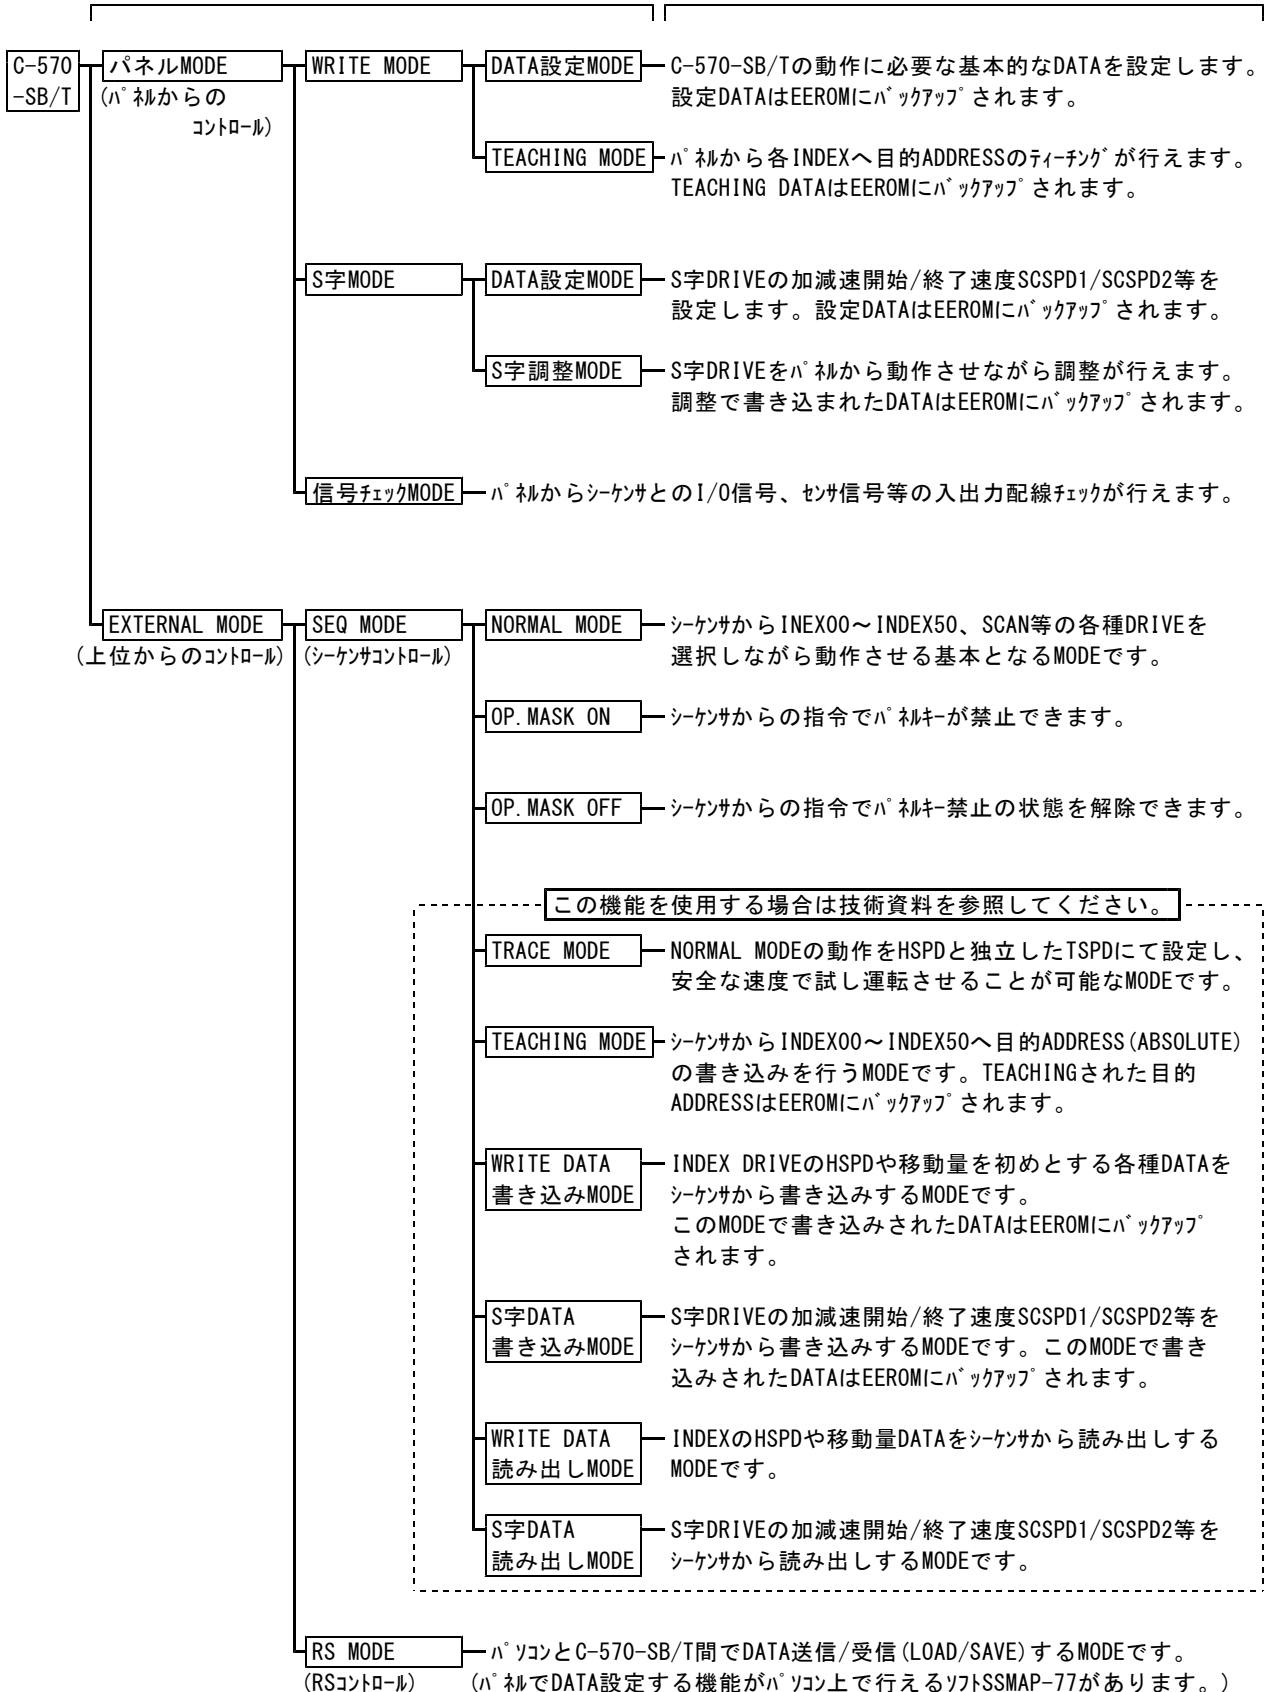 C-570 パネルMODE WRITE MODE DATA設定MODE C-570-SB/Tの動作に必要な基本的なDATAを設定します。
-SB/T (ﾊﾟﾈﾙからの 設定DATAはEEROMにﾊﾞｯｸｱｯﾌﾟされます。
ｺﾝﾄﾛｰﾙ)
TEACHING MODE ﾊﾟﾈﾙから各INDEXへ目的ADDRESSのﾃｨｰﾁﾝｸﾞが行えます。
TEACHING DATAはEEROMにﾊﾞｯｸｱｯﾌﾟされます。
S字MODE DATA設定MODE S字DRIVEの加減速開始/終了速度SCSPD1/SCSPD2等を
設定します。設定DATAはEEROMにﾊﾞｯｸｱｯﾌﾟされます。
S字調整MODE S字DRIVEをﾊﾟﾈﾙから動作させながら調整が行えます。
調整で書き込まれたDATAはEEROMにﾊﾞｯｸｱｯﾌﾟされます。
信号ﾁｪｯｸMODE ﾊﾟﾈﾙからｼｰｹﾝｻとのI/O信号、ｾﾝｻ信号等の入出力配線ﾁｪｯｸが行えます。
EXTERNAL MODE SEQ MODE NORMAL MODE ｼｰｹﾝｻからINEX00～INDEX50、SCAN等の各種DRIVEを
(上位からのｺﾝﾄﾛｰﾙ) (ｼｰｹﾝｻｺﾝﾄﾛｰﾙ) 選択しながら動作させる基本となるMODEです。
OP.MASK ON ｼｰｹﾝｻからの指令でﾊﾟﾈﾙｷｰが禁止できます。
OP.MASK OFF ｼｰｹﾝｻからの指令でﾊﾟﾈﾙｷｰ禁止の状態を解除できます。
この機能を使用する場合は技術資料を参照してください。
TRACE MODE NORMAL MODEの動作をHSPDと独立したTSPDにて設定し、
安全な速度で試し運転させることが可能なMODEです。
TEACHING MODE ｼｰｹﾝｻからINDEX00～INDEX50へ目的ADDRESS(ABSOLUTE)
の書き込みを行うMODEです。TEACHINGされた目的
ADDRESSはEEROMにﾊﾞｯｸｱｯﾌﾟされます。
WRITE DATA INDEX DRIVEのHSPDや移動量を初めとする各種DATAを
書き込みMODE ｼｰｹﾝｻから書き込みするMODEです。
このMODEで書き込みされたDATAはEEROMにﾊﾞｯｸｱｯﾌﾟ
されます。
S字DATA S字DRIVEの加減速開始/終了速度SCSPD1/SCSPD2等を
書き込みMODE ｼｰｹﾝｻから書き込みするMODEです。このMODEで書き
込みされたDATAはEEROMにﾊﾞｯｸｱｯﾌﾟされます。
WRITE DATA INDEXのHSPDや移動量DATAをｼｰｹﾝｻから読み出しする
読み出しMODE MODEです。
S字DATA S字DRIVEの加減速開始/終了速度SCSPD1/SCSPD2等を
読み出しMODE ｼｰｹﾝｻから読み出しするMODEです。
RS MODE ﾊﾟｿｺﾝとC-570-SB/T間でDATA送信/受信(LOAD/SAVE)するMODEです。
(RSｺﾝﾄﾛｰﾙ) (ﾊﾟﾈﾙでDATA設定する機能がﾊﾟｿｺﾝ上で行えるｿﾌﾄSSMAP-77があります。)